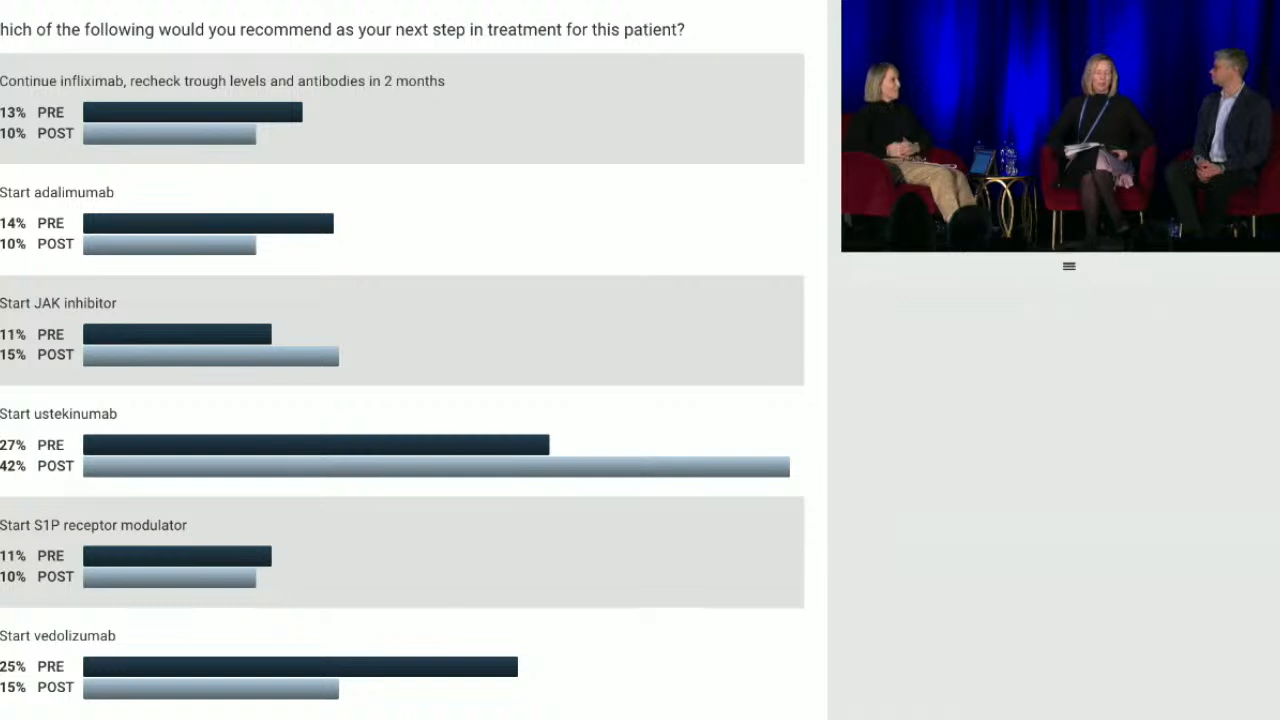 hich of the following would you recommend as your next step in treatment for this patient?
Continue infliximab, recheck trough levels and antibodies in 2 months
13% PRE
10% POST
Start adalimumab
14% PRE
10% POST
Start JAK inhibitor
11% PRE
15% POST
Start ustekinumab
27% PRE
42% POST
Start S1P receptor modulator
11% PRE
10% POST
Start vedolizumab
25% PRE
15% POST